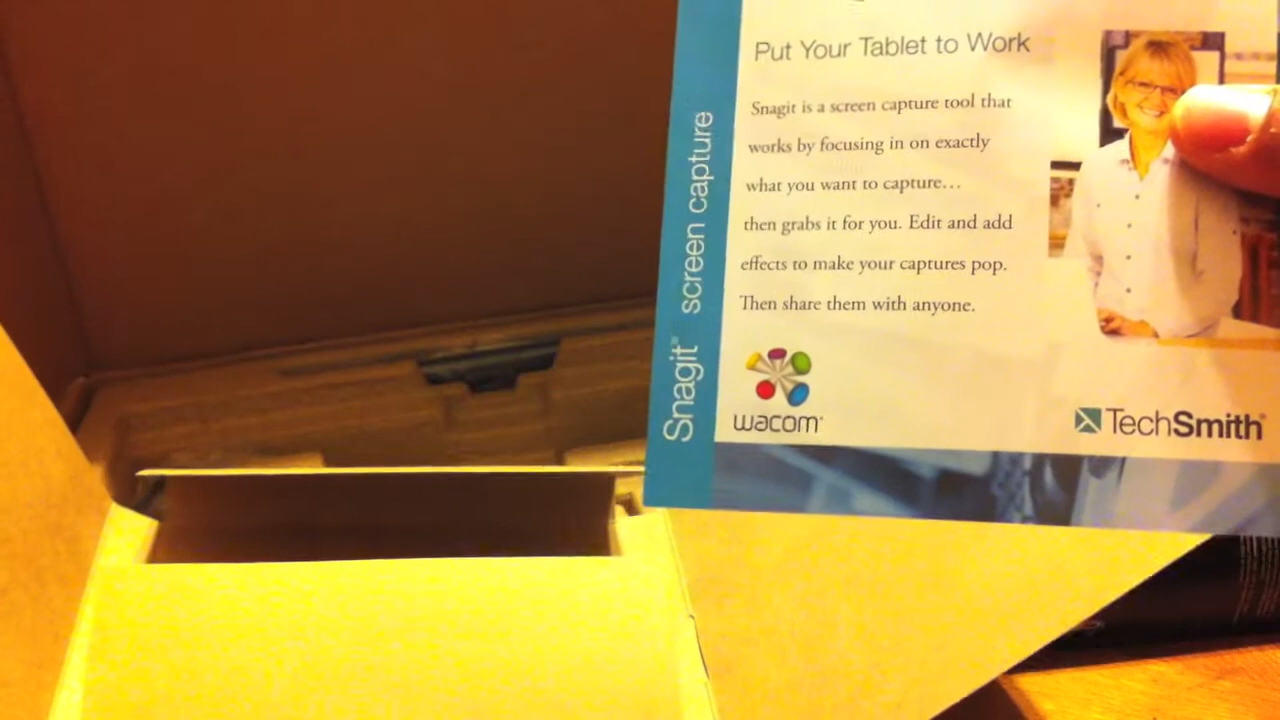 Put Your Tablet to Work
Snagit is a screen capture tool that
works by focusing in on exactly
what you want to capture...
then grabs it for you. Edit and add
effects to make your captures pop.
Then share them with anyone.
Snagit™ screen capture
wacom®
TechSmith®